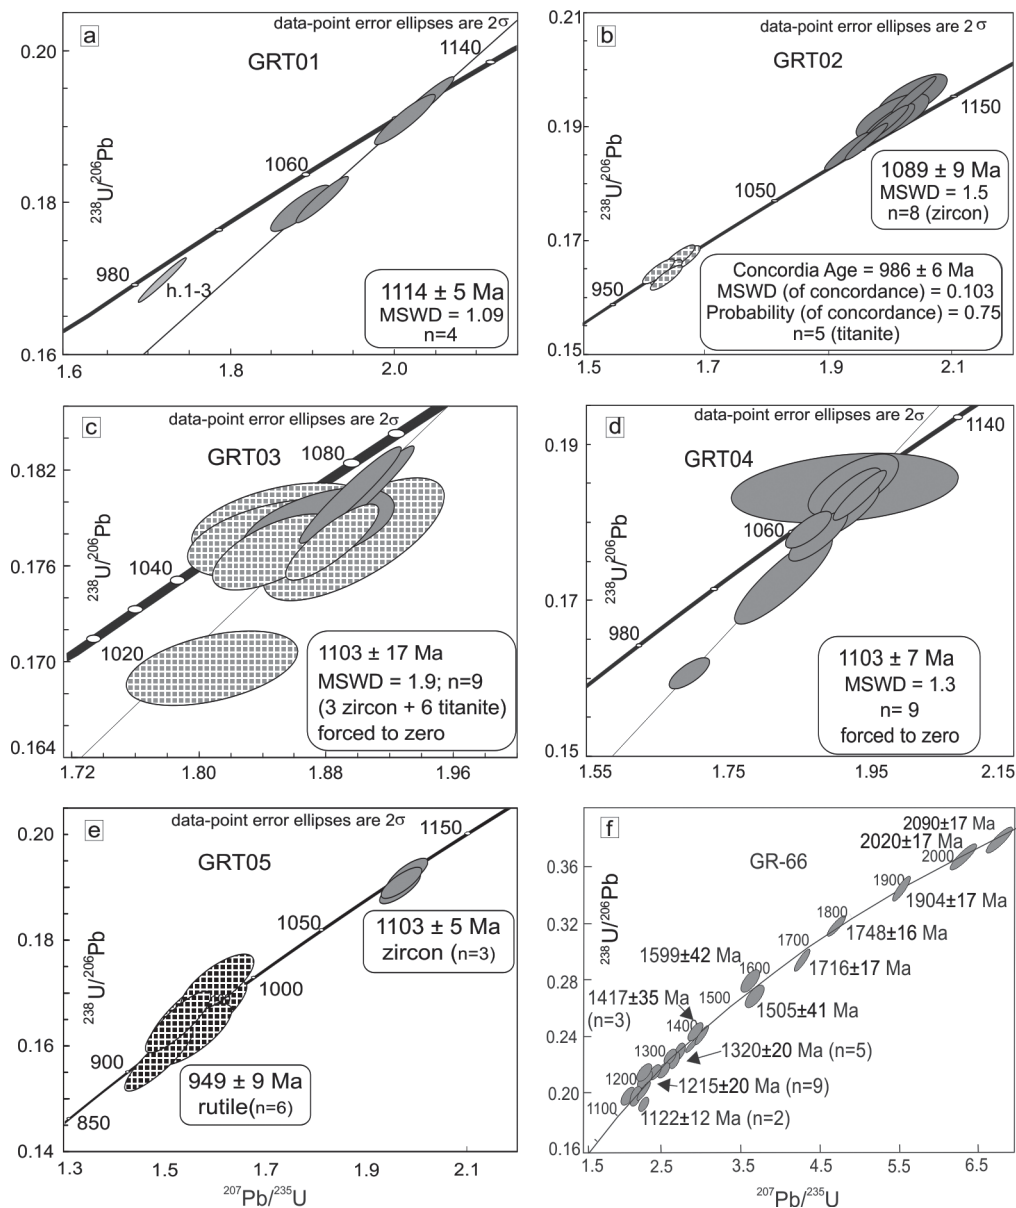 a
data-point error ellipses are 2σ
GRT01
0.20
0.18
0.16
²³⁸U/²⁰⁶Pb
1140
1060
980
h.1-3
1114 ± 5 Ma
MSWD = 1.09
n=4
1.6
1.8
2.0
b
data-point error ellipses are 2σ
GRT02
0.21
0.19
0.17
0.15
²³⁸U/²⁰⁶Pb
1150
1050
950
1089 ± 9 Ma
MSWD = 1.5
n=8 (zircon)
Concordia Age = 986 ± 6 Ma
MSWD (of concordance) = 0.103
Probability (of concordance) = 0.75
n=5 (titanite)
1.5
1.7
1.9
2.1
c
data-point error ellipses are 2σ
GRT03
0.182
0.176
0.170
0.164
²³⁸U/²⁰⁶Pb
1080
1040
1020
1103 ± 17 Ma
MSWD = 1.9; n=9
(3 zircon + 6 titanite)
forced to zero
1.72
1.80
1.88
1.96
d
data-point error ellipses are 2σ
GRT04
0.19
0.17
0.15
²³⁸U/²⁰⁶Pb
1140
1060
980
1103 ± 7 Ma
MSWD = 1.3
n= 9
forced to zero
1.55
1.75
1.95
2.15
e
data-point error ellipses are 2σ
GRT05
0.20
0.18
0.16
0.14
²³⁸U/²⁰⁶Pb
1150
1050
1000
900
850
1103 ± 5 Ma
zircon (n=3)
949 ± 9 Ma
rutile(n=6)
1.3
1.5
1.7
1.9
2.1
²⁰⁷Pb/²³⁵U
f
GR-66
0.36
0.32
0.28
0.24
0.20
0.16
²³⁸U/²⁰⁶Pb
2090±17 Ma
2020±17 Ma
2000
1900
1904±17 Ma
1800
1748±16 Ma
1700
1716±17 Ma
1599±42 Ma
1600
1505±41 Ma
1500
1417±35 Ma
(n=3)
1400
1320±20 Ma (n=5)
1300
1215±20 Ma (n=9)
1200
1122±12 Ma (n=2)
1100
1.5
2.5
3.5
4.5
5.5
6.5
²⁰⁷Pb/²³⁵U